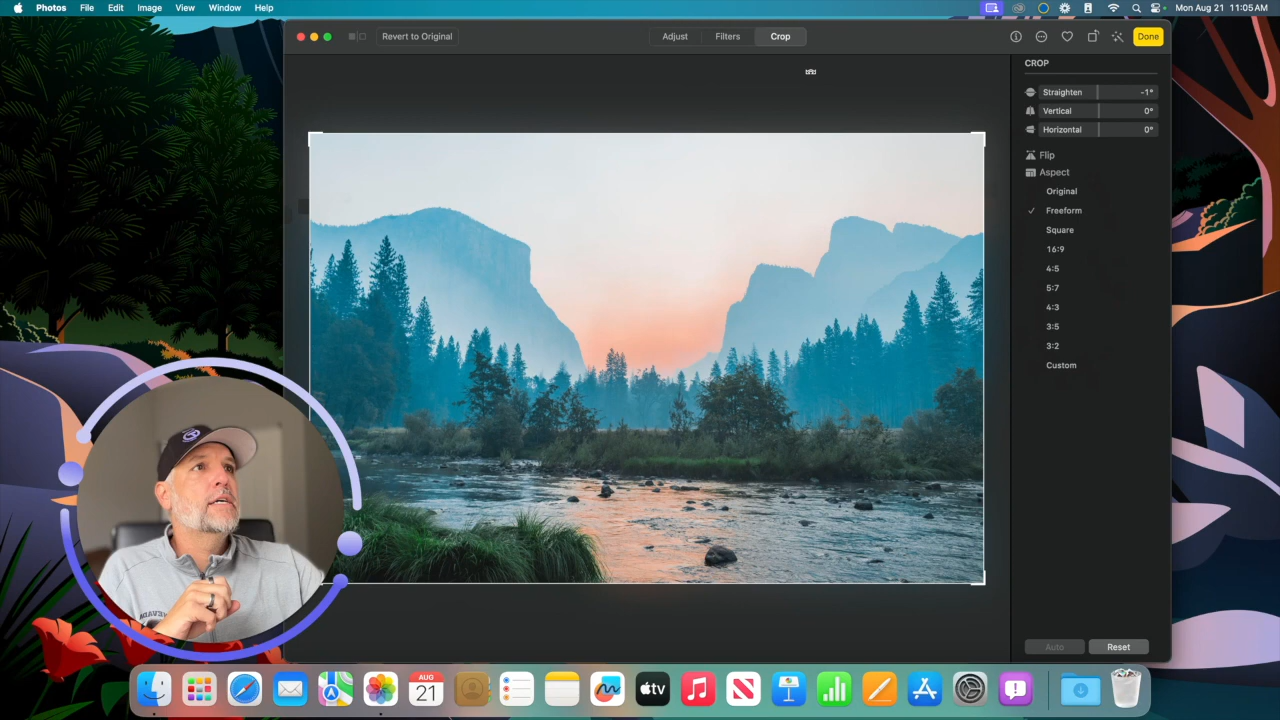 Photos File Edit Image View Window Help
Mon Aug 21 11:05 AM
Revert to Original
Adjust Filters Crop
Done
CROP
Straighten -1°
Vertical 0°
Horizontal 0°
Flip
Aspect
Original
✓ Freeform
Square
16:9
4:5
5:7
4:3
3:5
3:2
Custom
Auto Reset
AUG
21
tv